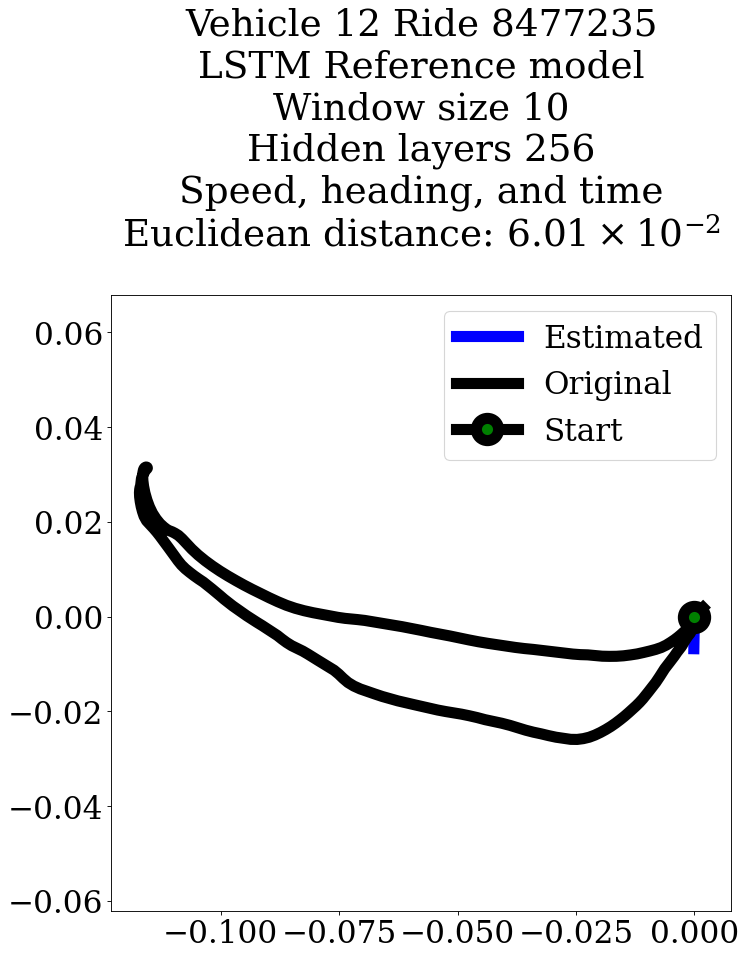 Vehicle 12 Ride 8477235
LSTM Reference model
Window size 10
Hidden layers 256
Speed, heading, and time
Euclidean distance: 6.01 × 10⁻²
Estimated
Original
Start
0.06
0.04
0.02
0.00
−0.02
−0.04
−0.06
−0.100 −0.075 −0.050 −0.025 0.000